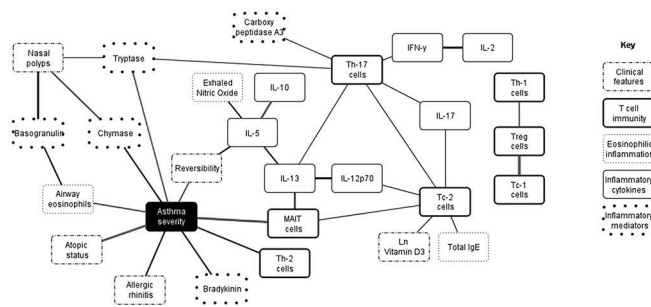 Carboxy
peptidase A3
Nasal
polyps
Tryptase
Th-17
cells
IFN-y
IL-2
Key
Clinical
features
Exhaled
Nitric Oxide
IL-10
Th-1
cells
T cell
immunity
IL-17
Basogranulin
Chymase
IL-5
Treg
cells
Eosinophilic
inflammation
Reversibility
IL-13
IL-12p70
Tc-1
cells
Inflammatory
cytokines
Airway
eosinophils
Tc-2
cells
Asthma
severity
MAIT
cells
Inflammatory
mediators
Atopic
status
Ln
Vitamin D3
Total IgE
Th-2
cells
Allergic
rhinitis
Bradykinin